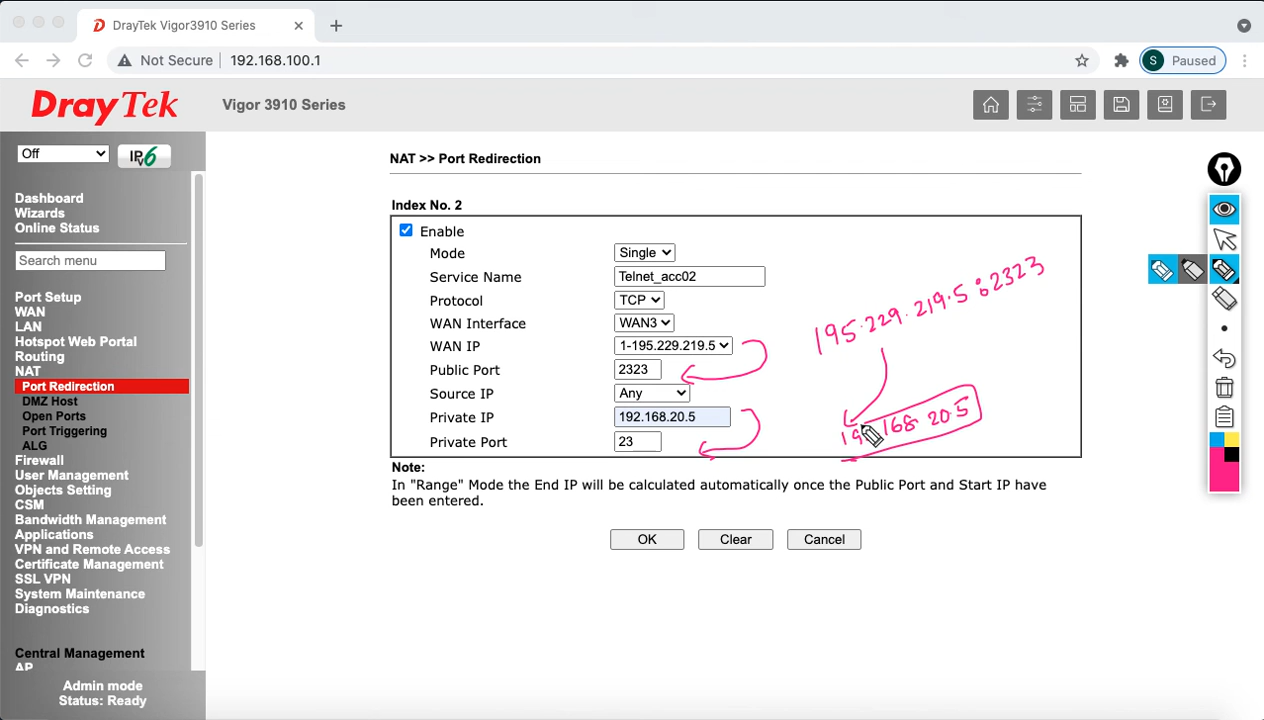 DrayTek Vigor3910 Series
Not Secure 192.168.100.1
S Paused
DrayTek Vigor 3910 Series
Off IPv6
Dashboard
Wizards
Online Status
Search menu
Port Setup
WAN
LAN
Hotspot Web Portal
Routing
NAT
Port Redirection
DMZ Host
Open Ports
Port Triggering
ALG
Firewall
User Management
Objects Setting
CSM
Bandwidth Management
Applications
VPN and Remote Access
Certificate Management
SSL VPN
System Maintenance
Diagnostics
Central Management
AP
Admin mode
Status: Ready
NAT >> Port Redirection
Index No. 2
Enable
Mode Single
Service Name Telnet_acc02
Protocol TCP
WAN Interface WAN3
WAN IP 1-195.229.219.5
Public Port 2323
Source IP Any
Private IP 192.168.20.5
Private Port 23
195.229.219.5:2323
168.20.5
Note:
In "Range" Mode the End IP will be calculated automatically once the Public Port and Start IP have
been entered.
OK Clear Cancel